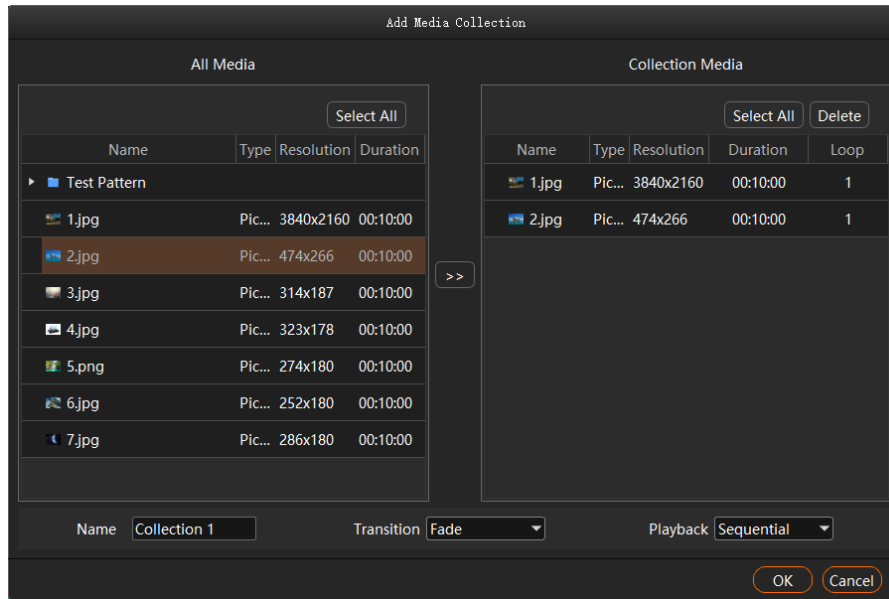 Add Media Collection
All Media
Select All
Name Type Resolution Duration
Test Pattern
1.jpg Pic... 3840x2160 00:10:00
2.jpg Pic... 474x266 00:10:00
3.jpg Pic... 314x187 00:10:00
4.jpg Pic... 323x178 00:10:00
5.png Pic... 274x180 00:10:00
6.jpg Pic... 252x180 00:10:00
7.jpg Pic... 286x180 00:10:00
>>
Collection Media
Select All Delete
Name Type Resolution Duration Loop
1.jpg Pic... 3840x2160 00:10:00 1
2.jpg Pic... 474x266 00:10:00 1
Name Collection 1 Transition Fade Playback Sequential
OK Cancel